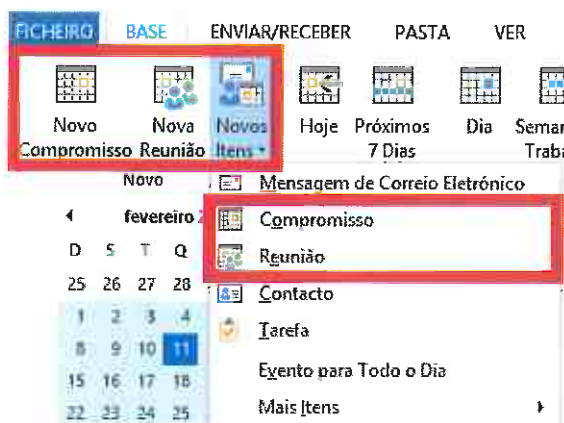 FICHEIRO BASE ENVIAR/RECEBER PASTA VER
Novo Compromisso
Nova Reunião
Novos Itens
Hoje
Próximos 7 Dias
Dia
Novo
fevereiro
D S T Q
25 26 27 28
1 2 3 4
8 9 10 11
15 16 17 18
22 23 24 25
Mensagem de Correio Eletrónico
Compromisso
Reunião
Contacto
Tarefa
Evento para Todo o Dia
Mais Itens